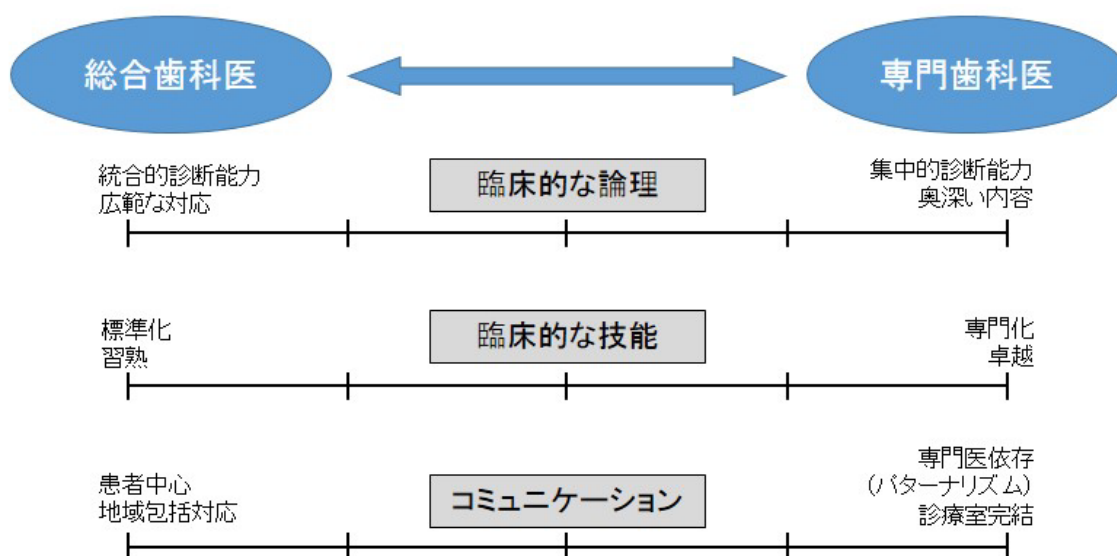 総合歯科医
専門歯科医
統合的診断能力
広範な対応
臨床的な論理
集中的診断能力
奥深い内容
標準化
習熟
臨床的な技能
専門化
卓越
患者中心
地域包括対応
コミュニケーション
専門医依存
(パターナリズム)
診療室完結